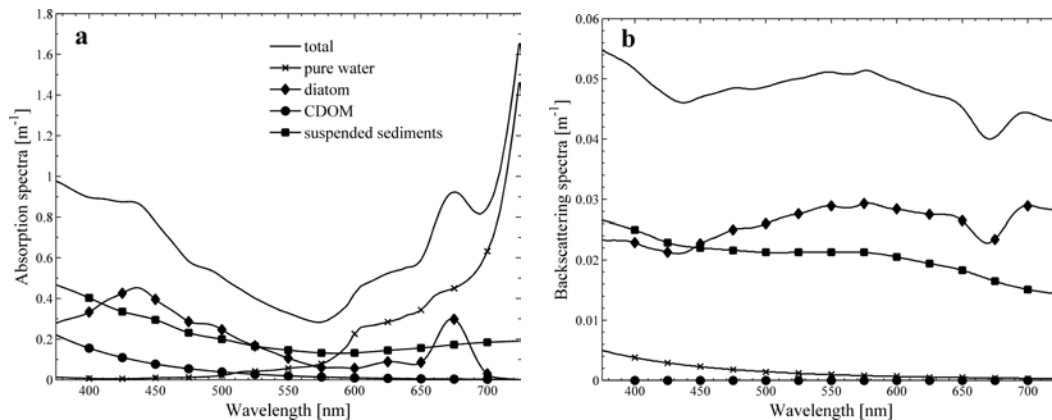 a
total
pure water
diatom
CDOM
suspended sediments
Absorption spectra [m⁻¹]
1.8
1.6
1.4
1.2
1
0.8
0.6
0.4
0.2
0
400 450 500 550 600 650 700
Wavelength [nm]
b
Backscattering spectra [m⁻¹]
0.06
0.05
0.04
0.03
0.02
0.01
0
400 450 500 550 600 650 700
Wavelength [nm]